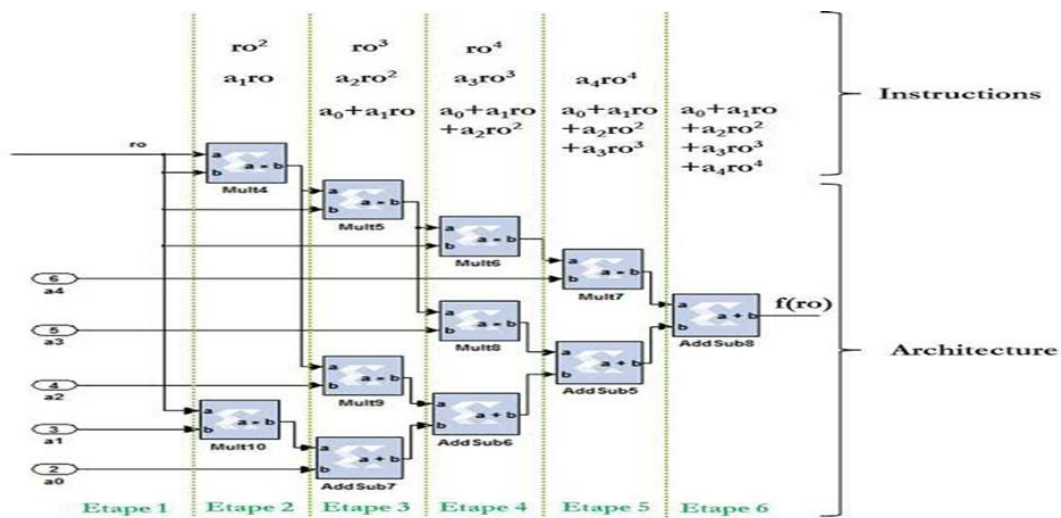 ro²
ro³
ro⁴
a₁ro
a₂ro²
a₃ro³
a₄ro⁴
a₀+a₁ro
a₀+a₁ro
+a₂ro²
a₀+a₁ro
+a₂ro²
+a₃ro³
a₀+a₁ro
+a₂ro²
+a₃ro³
+a₄ro⁴
Instructions
ro
a
b
a × b
Mult4
a
b
a × b
Mult5
a
b
a × b
Mult6
6
a4
a
b
a × b
Mult7
a
b
a + b
AddSub8
f(ro)
5
a3
a
b
a × b
Mult8
a
b
a + b
AddSub5
Architecture
4
a2
a
b
a × b
Mult9
a
b
a + b
AddSub6
3
a1
a
b
a × b
Mult10
2
a0
a
b
a + b
AddSub7
Etape 1
Etape 2
Etape 3
Etape 4
Etape 5
Etape 6